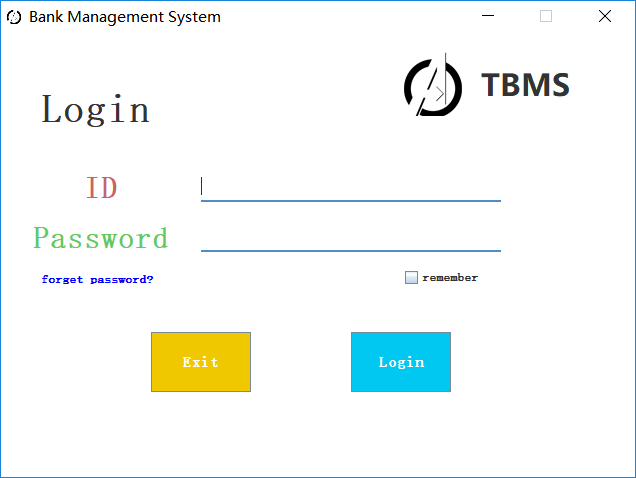 Bank Management System
TBMS
Login
ID
Password
forget password?
remember
Exit
Login